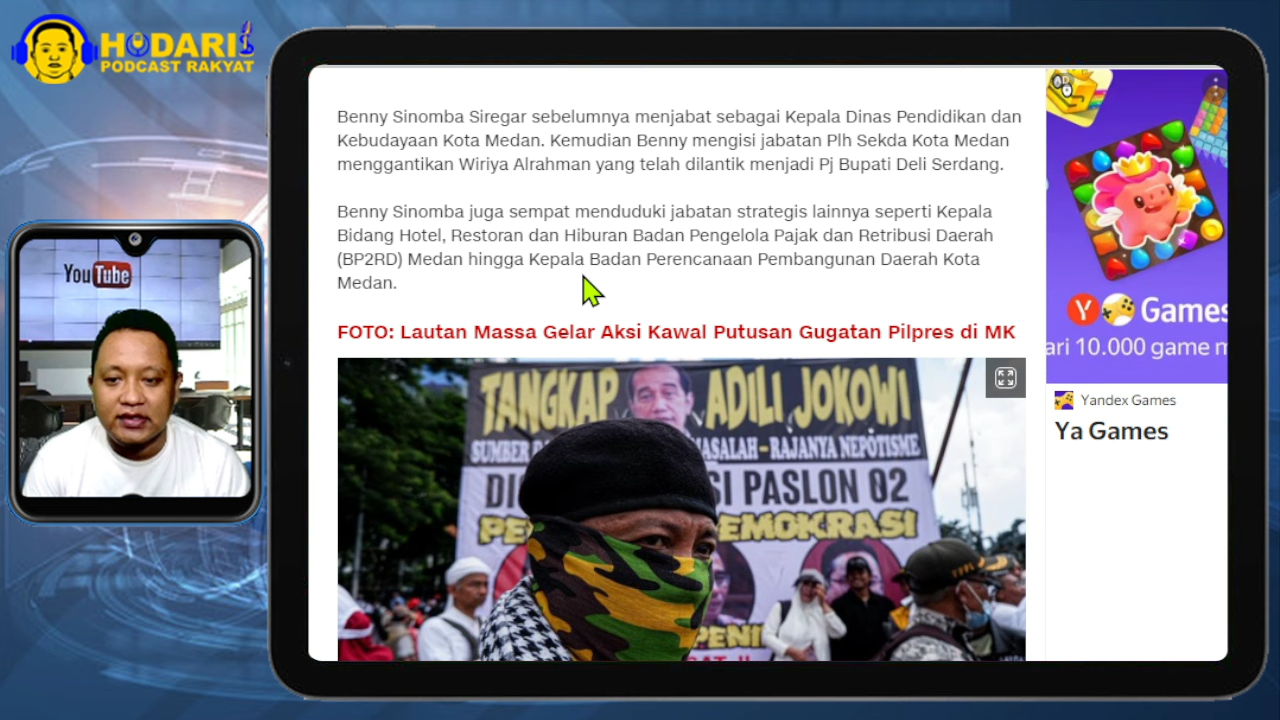 HODARI
PODCAST RAKYAT
YouTube
Benny Sinomba Siregar sebelumnya menjabat sebagai Kepala Dinas Pendidikan dan
Kebudayaan Kota Medan. Kemudian Benny mengisi jabatan Plh Sekda Kota Medan
menggantikan Wiriya Alrahman yang telah dilantik menjadi Pj Bupati Deli Serdang.
Benny Sinomba juga sempat menduduki jabatan strategis lainnya seperti Kepala
Bidang Hotel, Restoran dan Hiburan Badan Pengelola Pajak dan Retribusi Daerah
(BP2RD) Medan hingga Kepala Badan Perencanaan Pembangunan Daerah Kota
Medan.
FOTO: Lautan Massa Gelar Aksi Kawal Putusan Gugatan Pilpres di MK
TANGKAP ADILI JOKOWI
SUMBER MASALAH-RAJANYA NEPOTISME
PASLON 02
AD
Y Games
ari 10.000 game m
Yandex Games
Ya Games